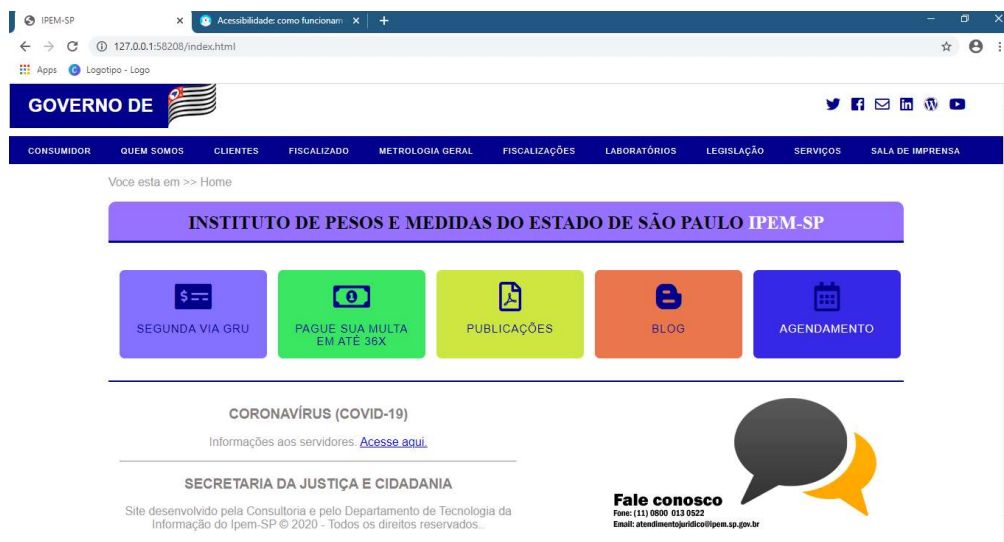 IPEM-SP
Acessibilidade: como funcionam
127.0.0.1:58208/index.html
Apps Logotipo - Logo
GOVERNO DE
CONSUMIDOR QUEM SOMOS CLIENTES FISCALIZADO METROLOGIA GERAL FISCALIZAÇÕES LABORATÓRIOS LEGISLAÇÃO SERVIÇOS SALA DE IMPRENSA
Voce esta em >> Home
INSTITUTO DE PESOS E MEDIDAS DO ESTADO DE SÃO PAULO IPEM-SP
SEGUNDA VIA GRU
PAGUE SUA MULTA
EM ATÉ 36X
PUBLICAÇÕES
BLOG
AGENDAMENTO
CORONAVÍRUS (COVID-19)
Informações aos servidores. Acesse aqui.
SECRETARIA DA JUSTIÇA E CIDADANIA
Site desenvolvido pela Consultoria e pelo Departamento de Tecnologia da
Informação do Ipem-SP © 2020 - Todos os direitos reservados..
Fale conosco
Fone: (11) 0800 013 0522
Email: atendimentojuridico@ipem.sp.gov.br